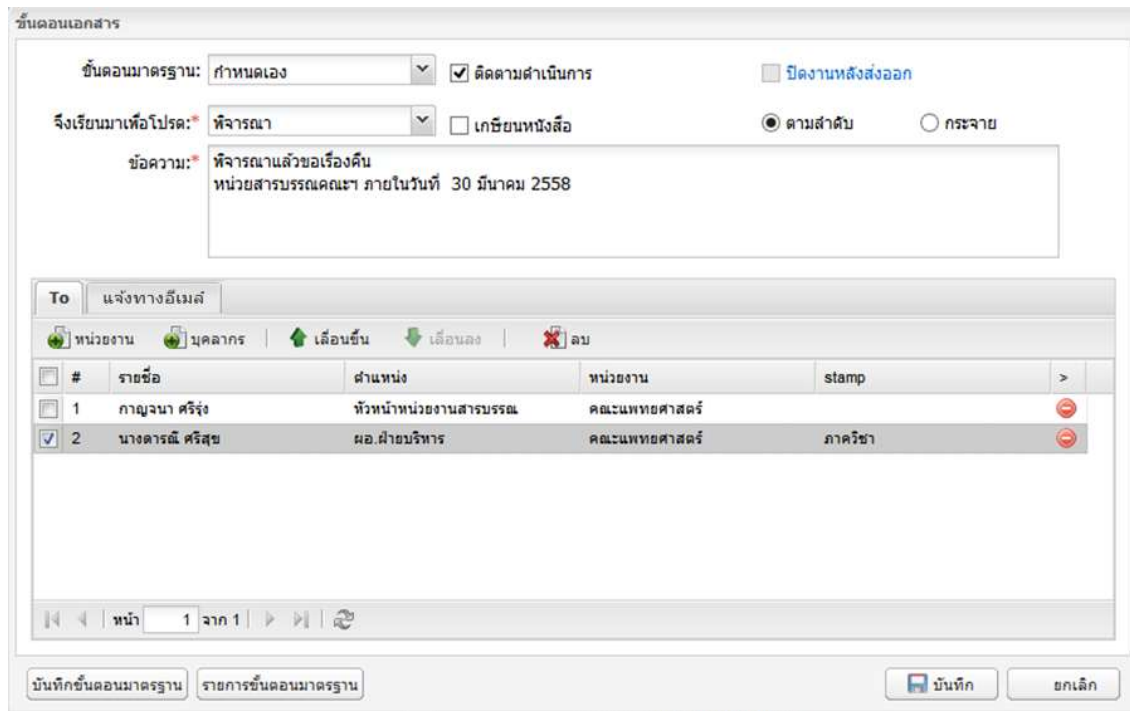 ขั้นตอนเอกสาร
ขั้นตอนมาตรฐาน: กำหนดเอง ติดตามดำเนินการ ปิดงานหลังส่งออก
จึงเรียนมาเพื่อโปรด:* พิจารณา เกษียนหนังสือ ตามลำดับ กระจาย
ข้อความ:* พิจารณาแล้วขอเรื่องคืน
หน่วยสารบรรณคณะฯ ภายในวันที่ 30 มีนาคม 2558
To แจ้งทางอีเมล์
หน่วยงาน บุคลากร เลื่อนขึ้น เลื่อนลง ลบ
# รายชื่อ ตำแหน่ง หน่วยงาน stamp >
1 กาญจนา ศรีรุ่ง หัวหน้าหน่วยงานสารบรรณ คณะแพทยศาสตร์
2 นางดารณี ศรีสุข ผอ.ฝ่ายบริหาร คณะแพทยศาสตร์ ภาควิชา
หน้า 1 จาก 1
บันทึกขั้นตอนมาตรฐาน รายการขั้นตอนมาตรฐาน บันทึก ยกเลิก